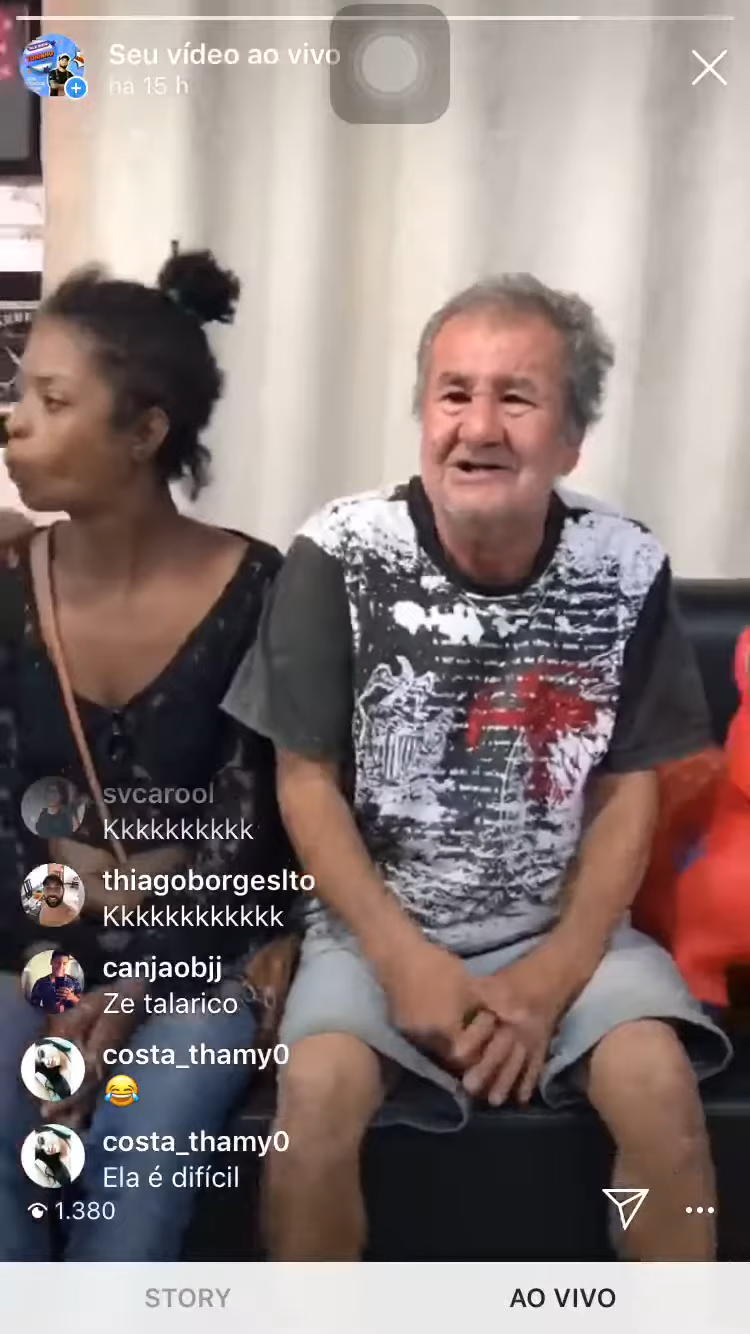 Seu vídeo ao vivo
há 15 h
svcarool
Kkkkkkkkkk
thiagoborgeslto
Kkkkkkkkkkkk
canjaobjj
Ze talarico
costa_thamy0
😂
costa_thamy0
Ela é difícil
1.380
STORY
AO VIVO